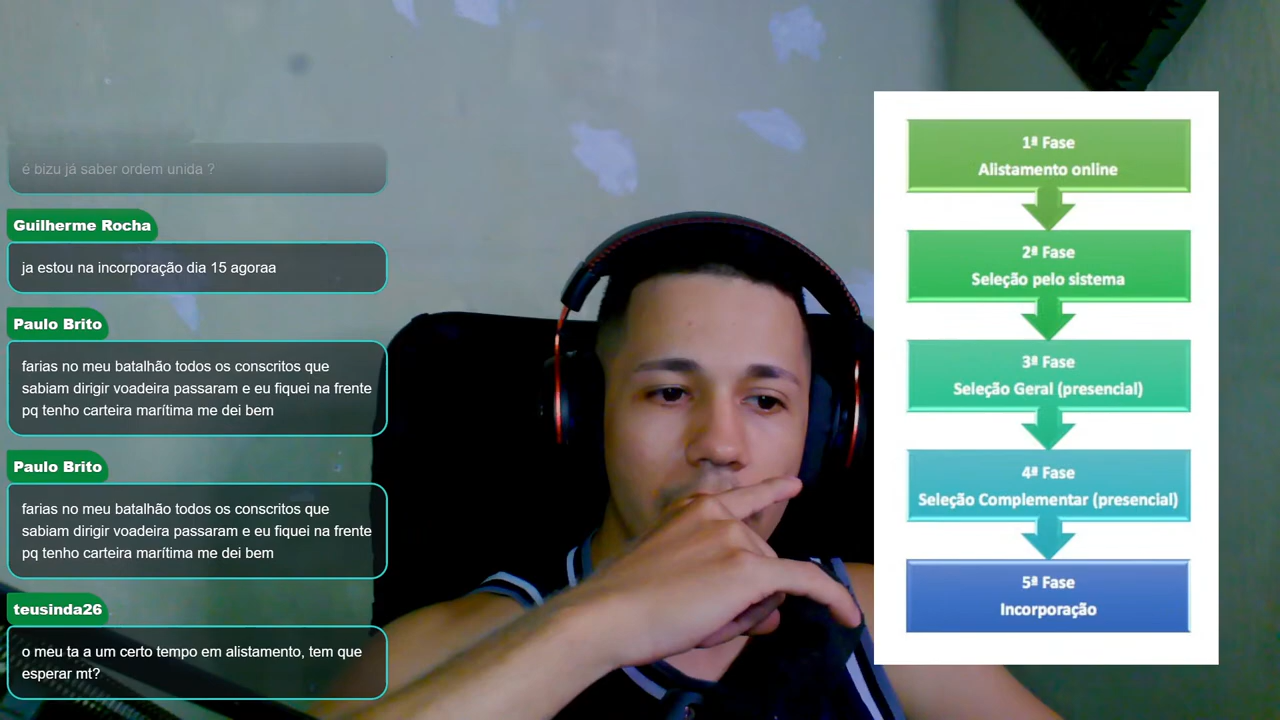 é bizu já saber ordem unida ?
Guilherme Rocha
ja estou na incorporação dia 15 agoraa
Paulo Brito
farias no meu batalhão todos os conscritos que
sabiam dirigir voadeira passaram e eu fiquei na frente
pq tenho carteira marítima me dei bem
Paulo Brito
farias no meu batalhão todos os conscritos que
sabiam dirigir voadeira passaram e eu fiquei na frente
pq tenho carteira marítima me dei bem
teusinda26
o meu ta a um certo tempo em alistamento, tem que
esperar mt?
1ª Fase
Alistamento online
2ª Fase
Seleção pelo sistema
3ª Fase
Seleção Geral (presencial)
4ª Fase
Seleção Complementar (presencial)
5ª Fase
Incorporação